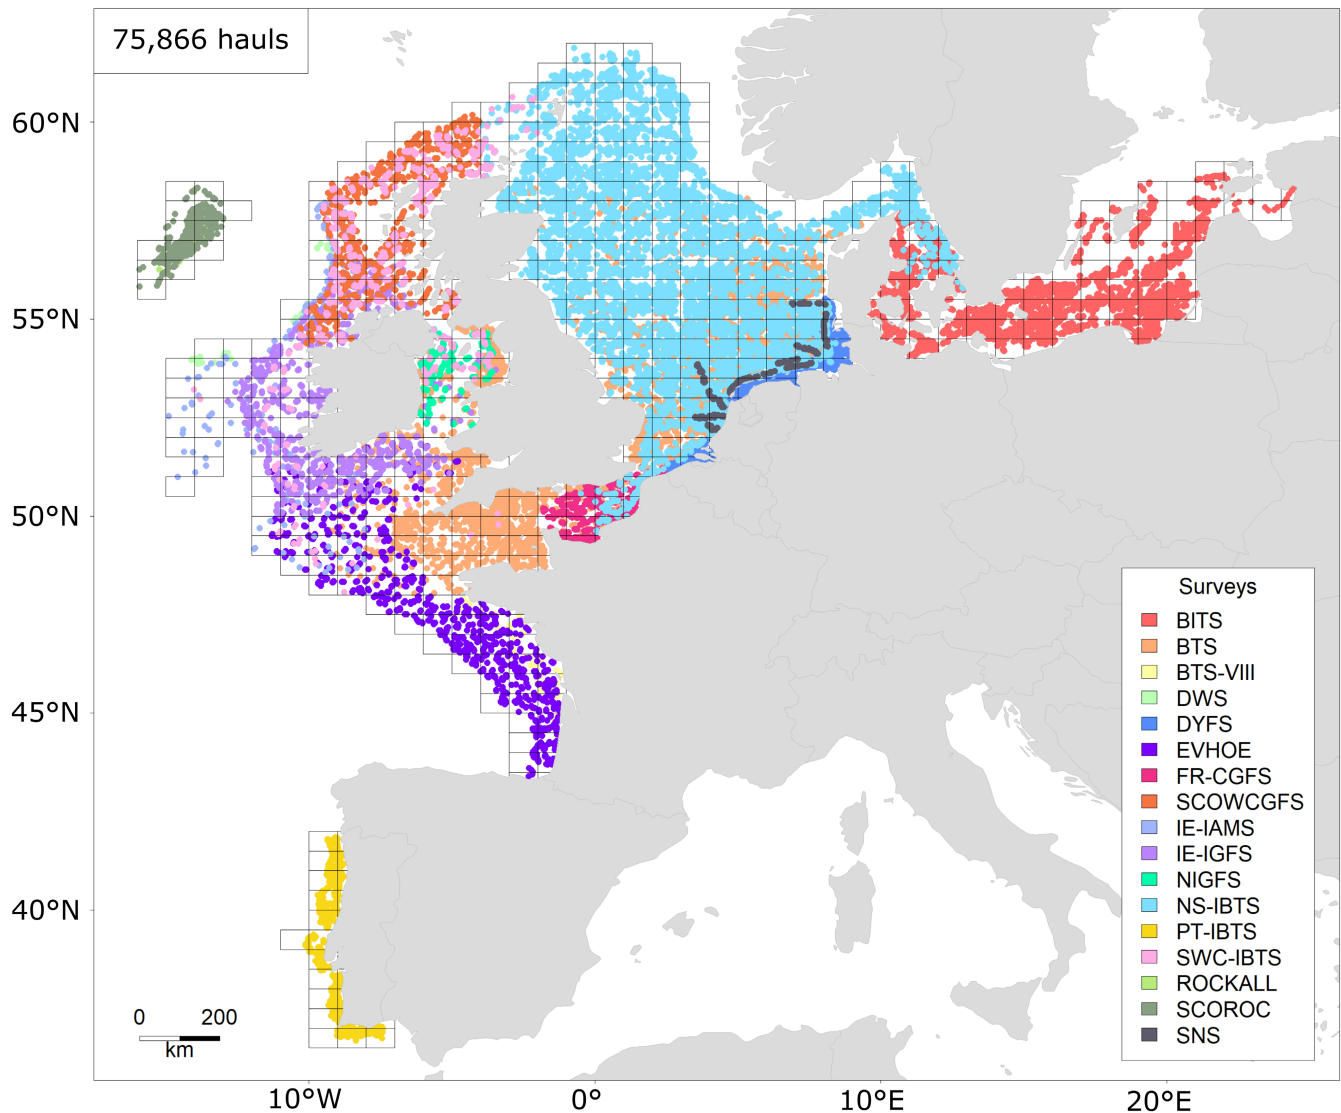 75,866 hauls
60°N
55°N
50°N
45°N
40°N
Surveys
BITS
BTS
BTS-VIII
DWS
DYFS
EVHOE
FR-CGFS
SCOWCGFS
IE-IAMS
IE-IGFS
NIGFS
NS-IBTS
PT-IBTS
SWC-IBTS
ROCKALL
SCOROC
SNS
0 200
km
10°W 0° 10°E 20°E